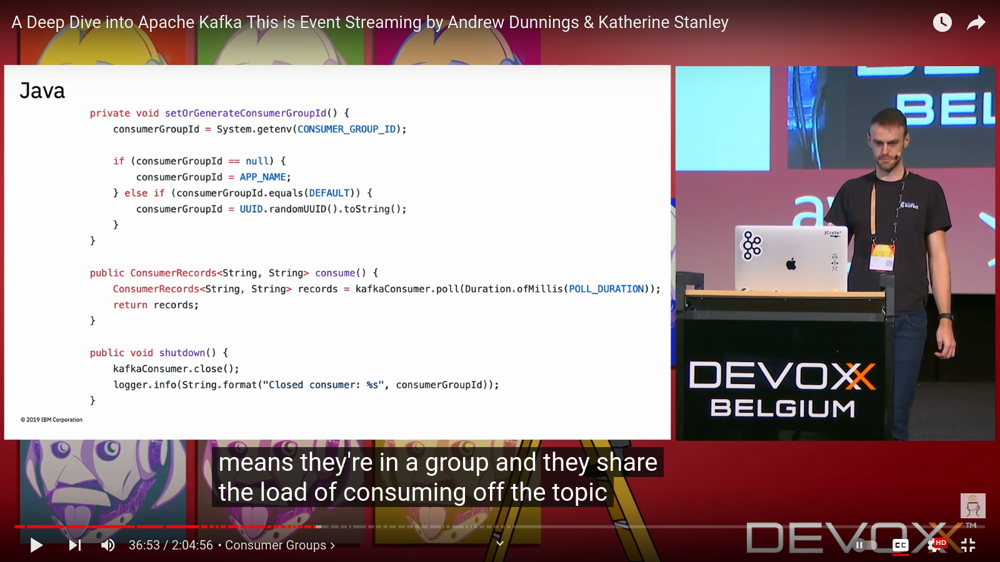 A Deep Dive into Apache Kafka This is Event Streaming by Andrew Dunnings & Katherine Stanley
Java
private void setOrGenerateConsumerGroupId() {
consumerGroupId = System.getenv(CONSUMER_GROUP_ID);
if (consumerGroupId == null) {
consumerGroupId = APP_NAME;
} else if (consumerGroupId.equals(DEFAULT)) {
consumerGroupId = UUID.randomUUID().toString();
}
}
public ConsumerRecords<String, String> consume() {
ConsumerRecords<String, String> records = kafkaConsumer.poll(Duration.ofMillis(POLL_DURATION));
return records;
}
public void shutdown() {
kafkaConsumer.close();
logger.info(String.format("Closed consumer: %s", consumerGroupId));
}
© 2019 IBM Corporation
BEL
kafka
a
JCrete
DEVOXX
BELGIUM
means they're in a group and they share
the load of consuming off the topic
DEVOXX™
36:53 / 2:04:56 • Consumer Groups ›
CC
HD